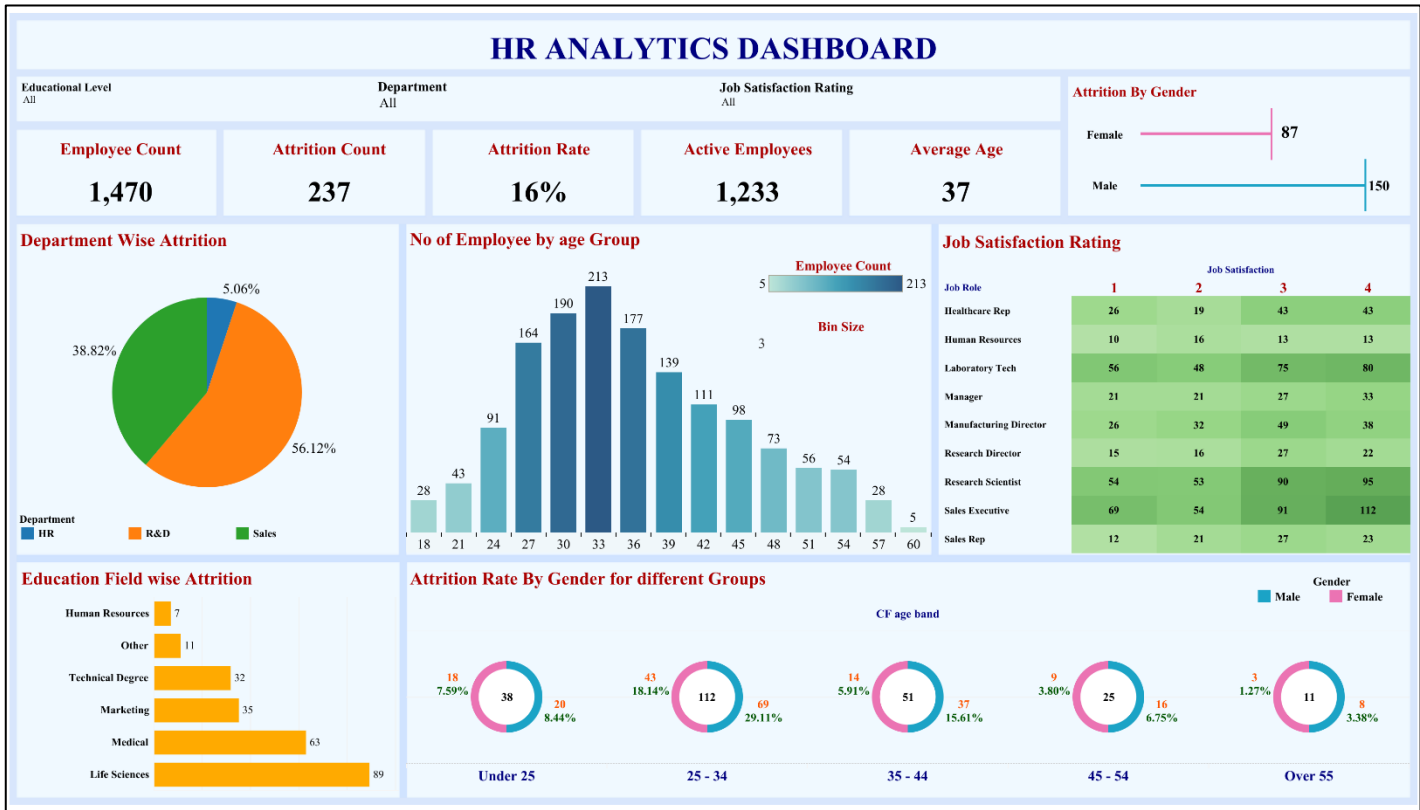 HR ANALYTICS DASHBOARD
Educational Level
All
Department
All
Job Satisfaction Rating
All
Employee Count
1,470
Attrition Count
237
Attrition Rate
16%
Active Employees
1,233
Average Age
37
Attrition By Gender
Female 87
Male 150
Department Wise Attrition
5.06%
38.82%
56.12%
Department
HR R&D Sales
No of Employee by age Group
Employee Count
5 213
Bin Size
3
28 43 91 164 190 213 177 139 111 98 73 56 54 28 5
18 21 24 27 30 33 36 39 42 45 48 51 54 57 60
Job Satisfaction Rating
Job Satisfaction
Job Role 1 2 3 4
Healthcare Rep 26 19 43 43
Human Resources 10 16 13 13
Laboratory Tech 56 48 75 80
Manager 21 21 27 33
Manufacturing Director 26 32 49 38
Research Director 15 16 27 22
Research Scientist 54 53 90 95
Sales Executive 69 54 91 112
Sales Rep 12 21 27 23
Education Field wise Attrition
Human Resources 7
Other 11
Technical Degree 32
Marketing 35
Medical 63
Life Sciences 89
Attrition Rate By Gender for different Groups
Gender
Male Female
CF age band
18
7.59%
38
20
8.44%
43
18.14%
112
69
29.11%
14
5.91%
51
37
15.61%
9
3.80%
25
16
6.75%
3
1.27%
11
8
3.38%
Under 25 25 - 34 35 - 44 45 - 54 Over 55